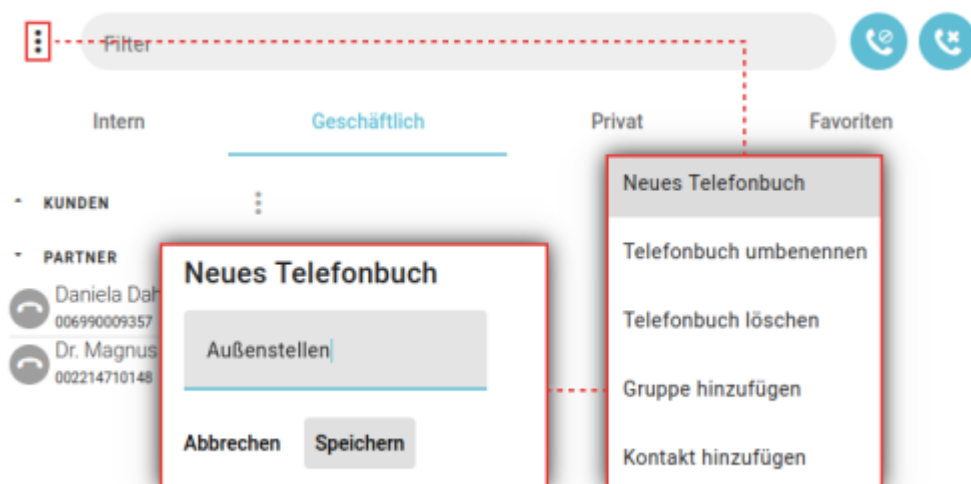 Filter
Intern Geschäftlich Privat Favoriten
KUNDEN
PARTNER
Daniela Dah
006990009357
Dr. Magnus
002214710148
Neues Telefonbuch
Außenstellen
Abbrechen Speichern
Neues Telefonbuch
Telefonbuch umbenennen
Telefonbuch löschen
Gruppe hinzufügen
Kontakt hinzufügen